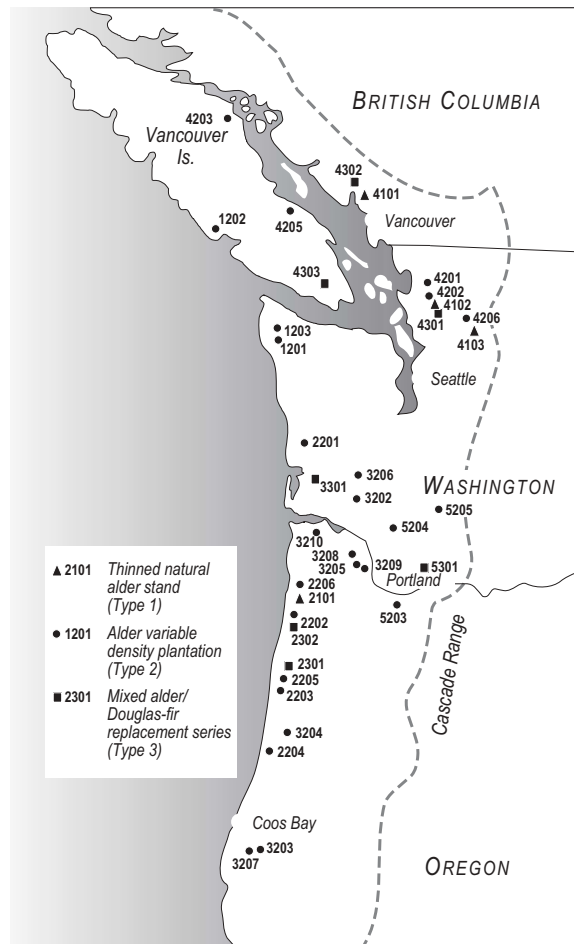 BRITISH COLUMBIA
4203
Vancouver
Is.
4302
4101
1202
4205
Vancouver
4303
4201
4202
4102
4206
4301
4103
1203
1201
Seattle
2201
3206
3301
3202
WASHINGTON
5205
5204
3210
3208
3205
3209
5301
Portland
2206
2101
5203
2202
2302
2301
2205
2203
Cascade Range
3204
2204
Coos Bay
3203
3207
OREGON
2101 Thinned natural
alder stand
(Type 1)
1201 Alder variable
density plantation
(Type 2)
2301 Mixed alder/
Douglas-fir
replacement series
(Type 3)